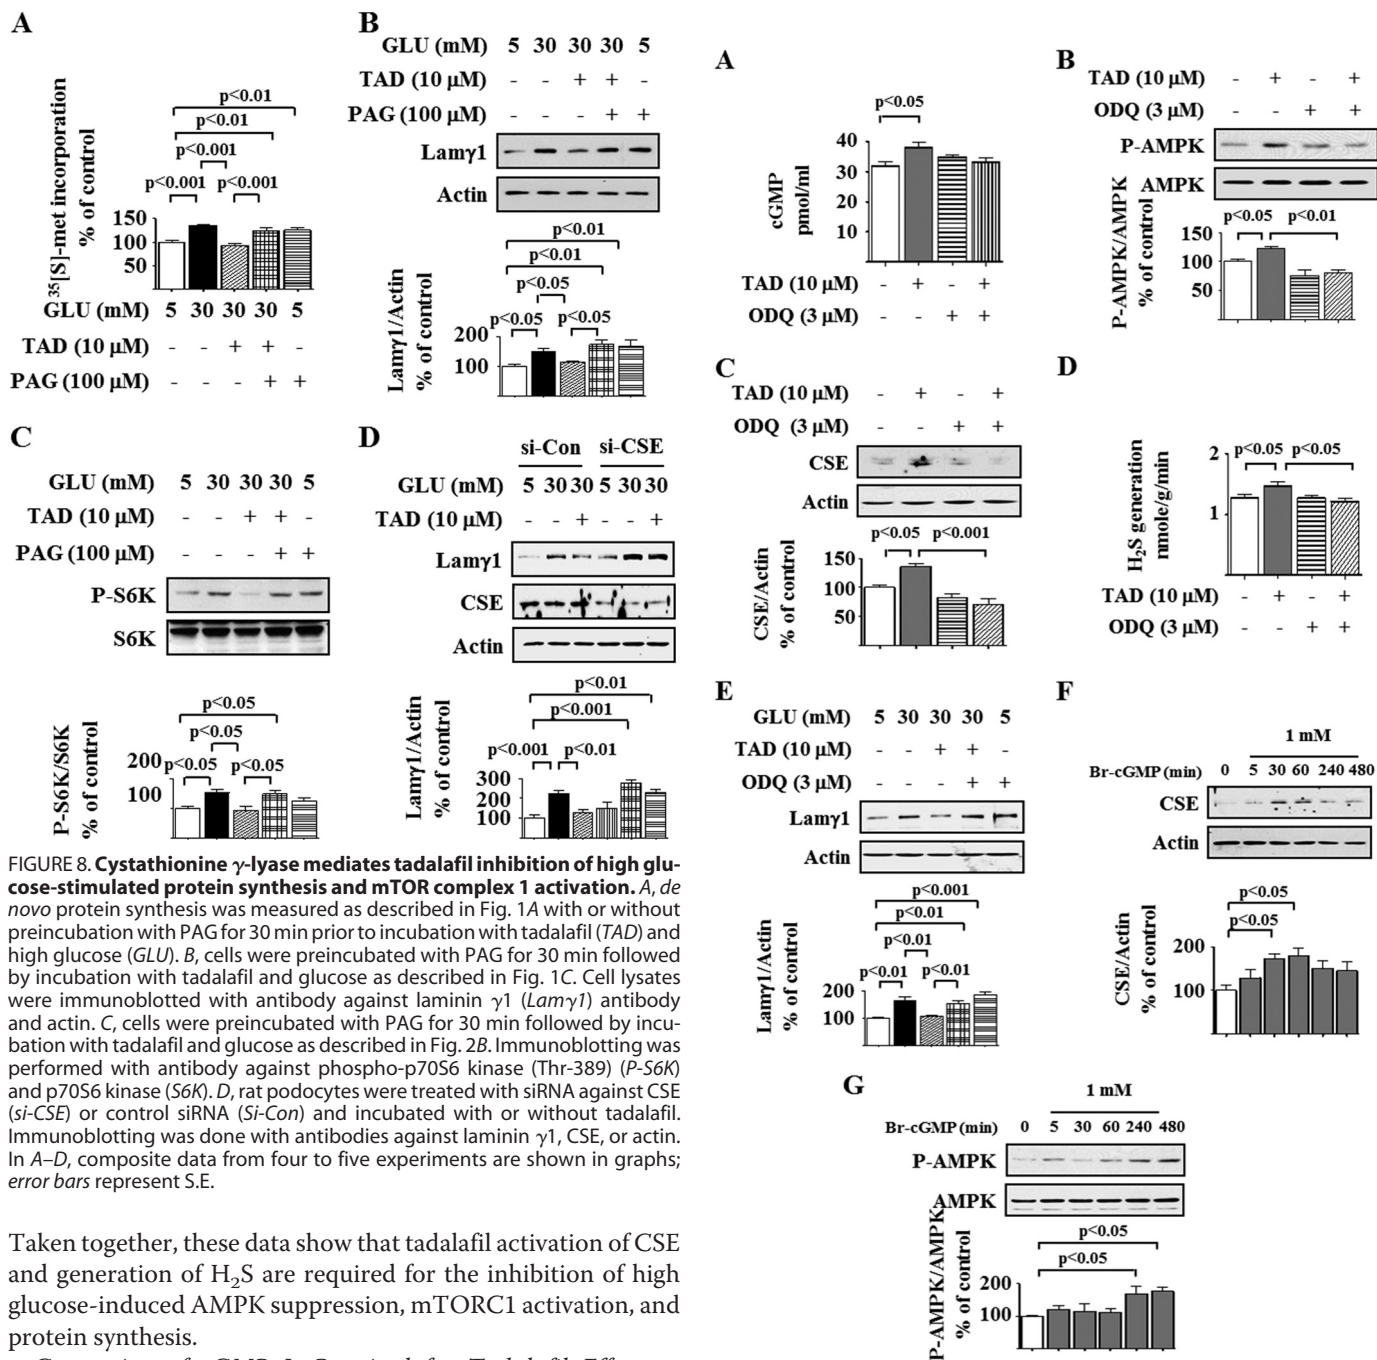 A
35[S]-met incorporation
% of control
p<0.01
p<0.01
p<0.001
p<0.001 p<0.001
150
100
50
GLU (mM) 5 30 30 30 5
TAD (10 µM) - - + + -
PAG (100 µM) - - - + +
B
GLU (mM) 5 30 30 30 5
TAD (10 µM) - - + + -
PAG (100 µM) - - - + +
Lamγ1
Actin
p<0.01
p<0.01
p<0.05
p<0.05 p<0.05
Lamγ1/Actin
% of control
200
100
C
GLU (mM) 5 30 30 30 5
TAD (10 µM) - - + + -
PAG (100 µM) - - - + +
P-S6K
S6K
p<0.05
p<0.05
p<0.05 p<0.05
P-S6K/S6K
% of control
200
100
D
si-Con si-CSE
GLU (mM) 5 30 30 5 30 30
TAD (10 µM) - - + - - +
Lamγ1
CSE
Actin
p<0.01
p<0.001
p<0.001 p<0.01
Lamγ1/Actin
% of control
300
200
100
FIGURE 8. Cystathionine γ-lyase mediates tadalafil inhibition of high glu-
cose-stimulated protein synthesis and mTOR complex 1 activation. A, de
novo protein synthesis was measured as described in Fig. 1A with or without
preincubation with PAG for 30 min prior to incubation with tadalafil (TAD) and
high glucose (GLU). B, cells were preincubated with PAG for 30 min followed
by incubation with tadalafil and glucose as described in Fig. 1C. Cell lysates
were immunoblotted with antibody against laminin γ1 (Lamγ1) antibody
and actin. C, cells were preincubated with PAG for 30 min followed by incu-
bation with tadalafil and glucose as described in Fig. 2B. Immunoblotting was
performed with antibody against phospho-p70S6 kinase (Thr-389) (P-S6K)
and p70S6 kinase (S6K). D, rat podocytes were treated with siRNA against CSE
(si-CSE) or control siRNA (Si-Con) and incubated with or without tadalafil.
Immunoblotting was done with antibodies against laminin γ1, CSE, or actin.
In A–D, composite data from four to five experiments are shown in graphs;
error bars represent S.E.
Taken together, these data show that tadalafil activation of CSE
and generation of H2S are required for the inhibition of high
glucose-induced AMPK suppression, mTORC1 activation, and
protein synthesis.
A
p<0.05
cGMP
pmol/ml
40
30
20
10
TAD (10 µM) - + - +
ODQ (3 µM) - - + +
B
TAD (10 µM) - + - +
ODQ (3 µM) - - + +
P-AMPK
AMPK
p<0.05 p<0.01
P-AMPK/AMPK
% of control
150
100
50
C
TAD (10 µM) - + - +
ODQ (3 µM) - - + +
CSE
Actin
p<0.05 p<0.001
CSE/Actin
% of control
150
100
50
D
p<0.05 p<0.05
H2S generation
nmole/g/min
2
1
TAD (10 µM) - + - +
ODQ (3 µM) - - + +
E
GLU (mM) 5 30 30 30 5
TAD (10 µM) - - + + -
ODQ (3 µM) - - - + +
Lamγ1
Actin
p<0.001
p<0.01
p<0.01
p<0.01 p<0.01
Lamγ1/Actin
% of control
200
100
F
1 mM
Br-cGMP (min) 0 5 30 60 240 480
CSE
Actin
p<0.05
p<0.05
CSE/Actin
% of control
200
100
G
1 mM
Br-cGMP (min) 0 5 30 60 240 480
P-AMPK
AMPK
p<0.05
p<0.05
P-AMPK/AMPK
% of control
200
100